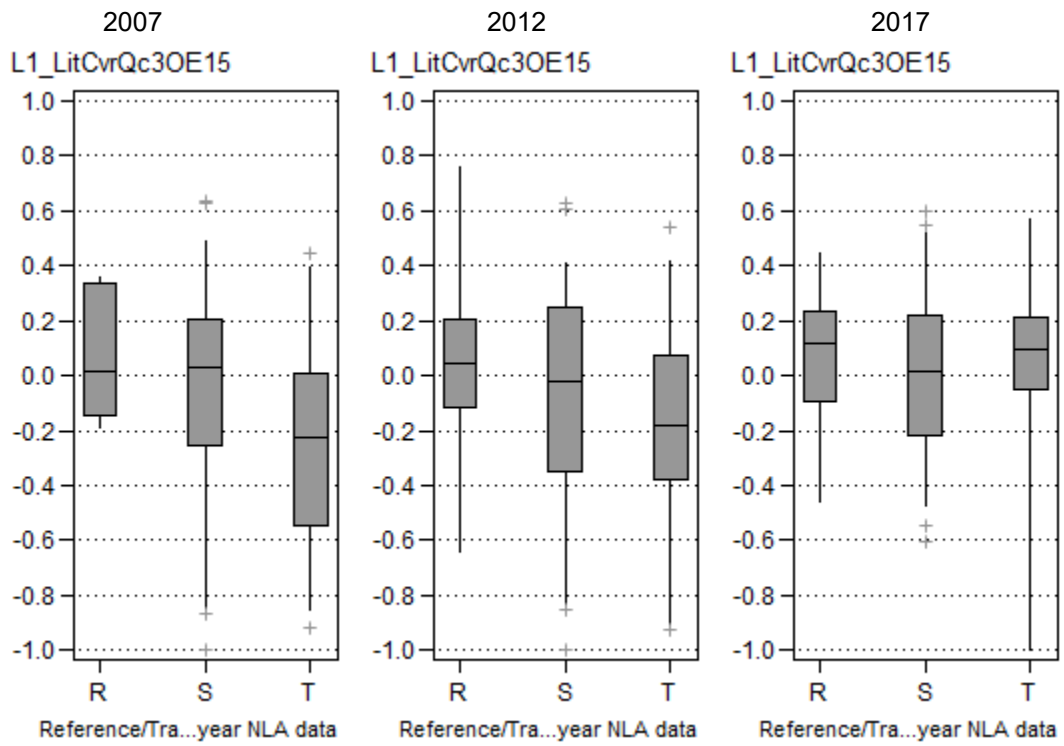 2007 2012 2017
L1_LitCvrQc3OE15 L1_LitCvrQc3OE15 L1_LitCvrQc3OE15
1.0 1.0 1.0
0.8 0.8 0.8
0.6 0.6 0.6
0.4 0.4 0.4
0.2 0.2 0.2
0.0 0.0 0.0
-0.2 -0.2 -0.2
-0.4 -0.4 -0.4
-0.6 -0.6 -0.6
-0.8 -0.8 -0.8
-1.0 -1.0 -1.0
R S T R S T R S T
Reference/Tra...year NLA data Reference/Tra...year NLA data Reference/Tra...year NLA data